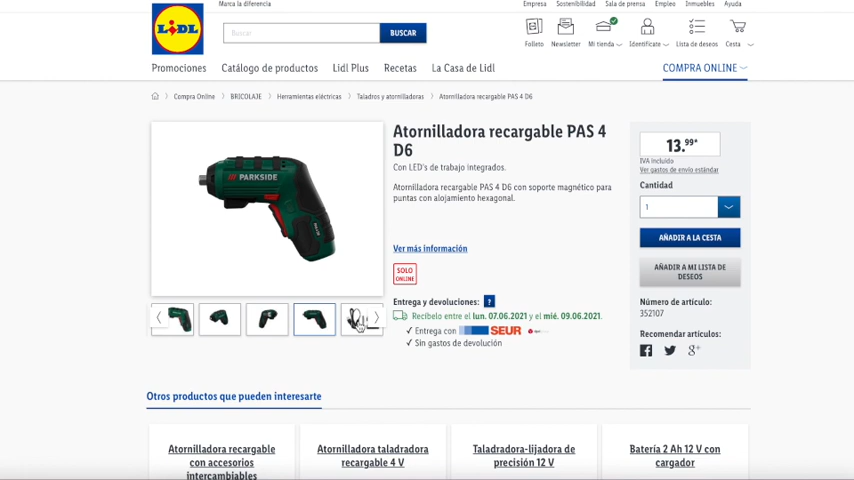 Marca la diferencia
Empresa Sostenibilidad Sala de prensa Empleo Inmuebles Ayuda
LIDL
Buscar
BUSCAR
Folleto Newsletter Mi tienda Identifícate Lista de deseos Cesta
Promociones Catálogo de productos Lidl Plus Recetas La Casa de Lidl
COMPRA ONLINE
Compra Online BRICOLAJE Herramientas eléctricas Taladros y atornilladoras Atornilladora recargable PAS 4 D6
PARKSIDE
Atornilladora recargable PAS 4
D6
Con LED's de trabajo integrados.
Atornilladora recargable PAS 4 D6 con soporte magnético para
puntas con alojamiento hexagonal.
Ver más información
SOLO
ONLINE
Entrega y devoluciones: ?
Recíbelo entre el lun. 07.06.2021 y el mié. 09.06.2021.
✓ Entrega con SEUR
✓ Sin gastos de devolución
13.99*
IVA Incluido
Ver gastos de envío estándar
Cantidad
1
AÑADIR A LA CESTA
AÑADIR A MI LISTA DE
DESEOS
Número de artículo:
352107
Recomendar artículos:
Otros productos que pueden interesarte
Atornilladora recargable
con accesorios
intercambiables
Atornilladora taladradora
recargable 4 V
Taladradora-lijadora de
precisión 12 V
Batería 2 Ah 12 V con
cargador